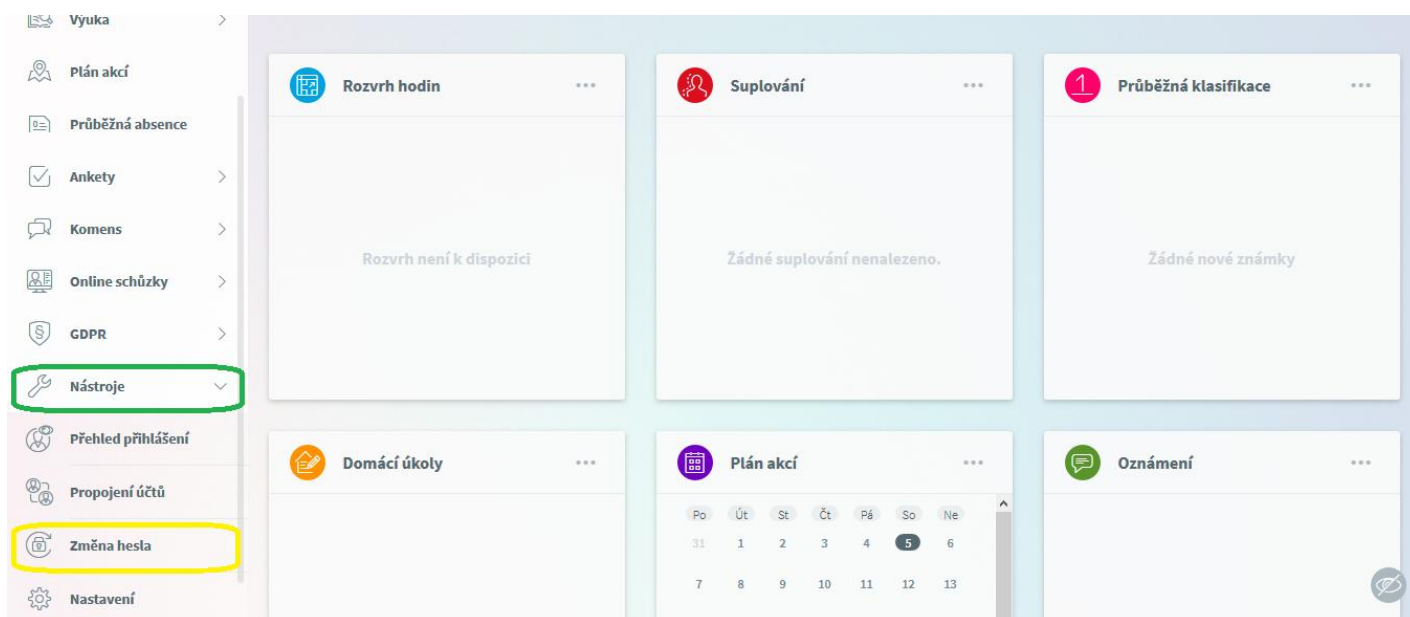 Výuka
Plán akcí
Průběžná absence
Ankety
Komens
Online schůzky
GDPR
Nástroje
Přehled přihlášení
Propojení účtů
Změna hesla
Nastavení
Rozvrh hodin
Rozvrh není k dispozici
Suplování
Žádné suplování nenalezeno.
1
Průběžná klasifikace
Žádné nové známky
Domácí úkoly
Plán akcí
Po Út St Čt Pá So Ne
31 1 2 3 4 5 6
7 8 9 10 11 12 13
Oznámení